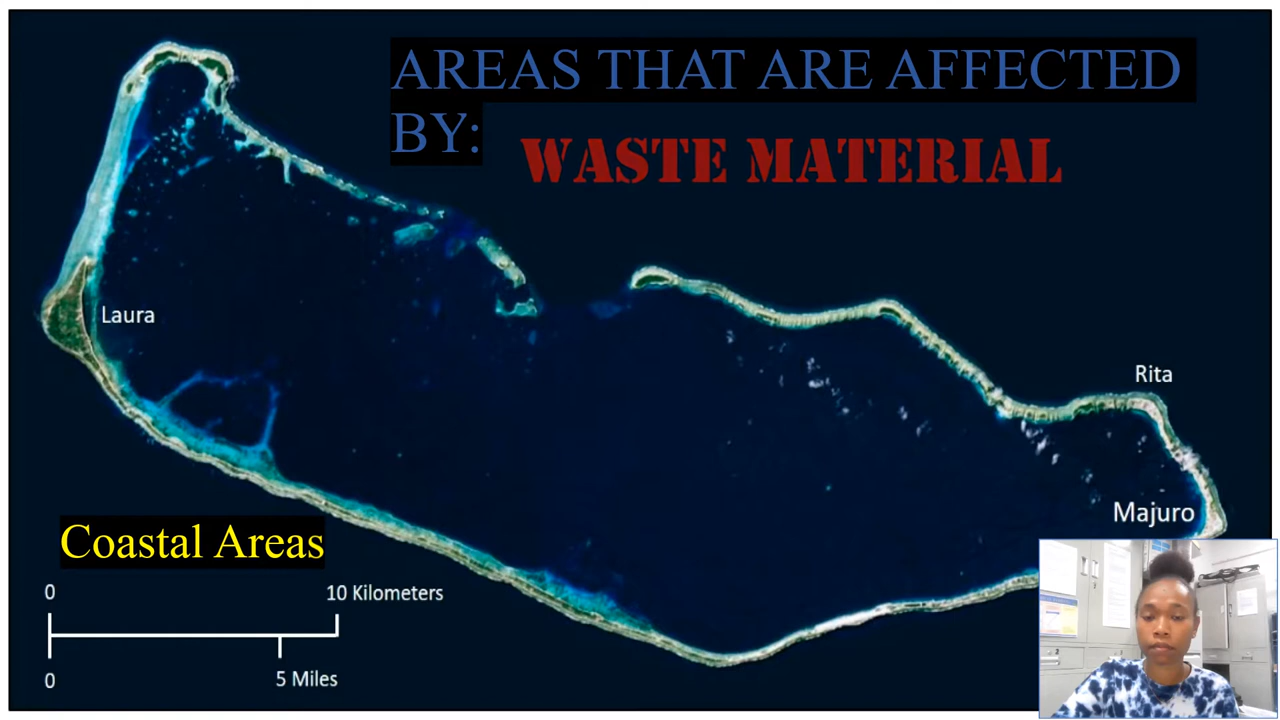 AREAS THAT ARE AFFECTED
BY:
WASTE MATERIAL
Laura
Rita
Majuro
Coastal Areas
0
10 Kilometers
0
5 Miles